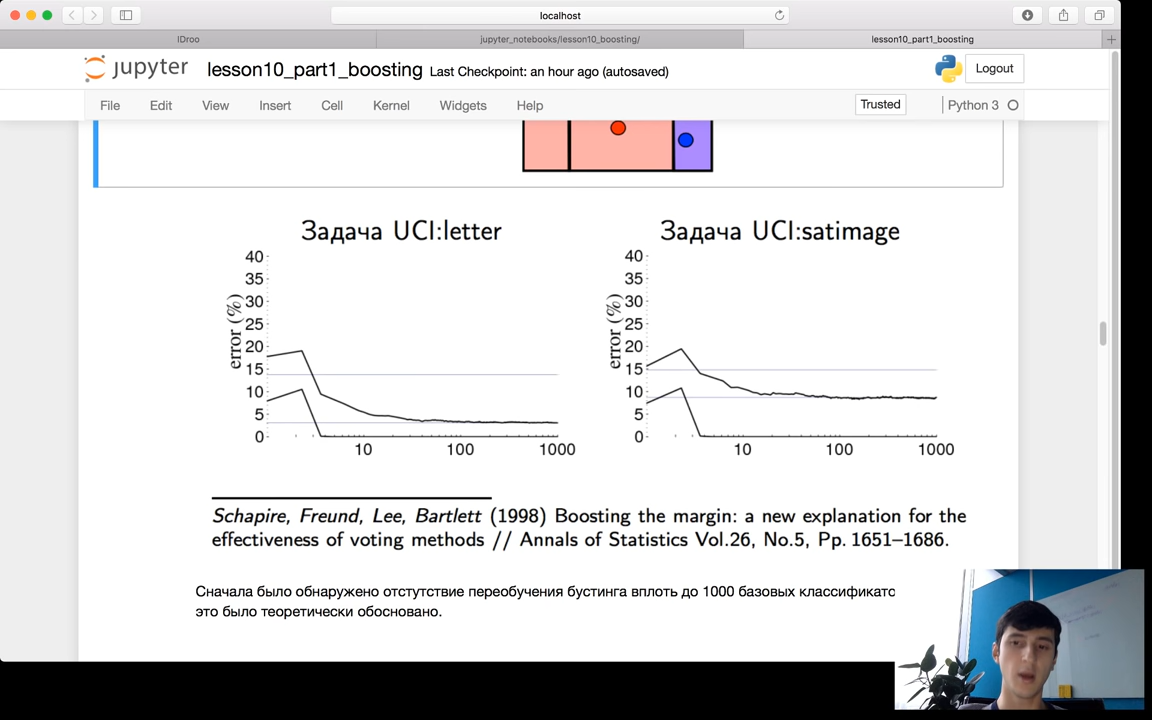 localhost
IDroo
jupyter_notebooks/lesson10_boosting/
lesson10_part1_boosting
jupyter lesson10_part1_boosting Last Checkpoint: an hour ago (autosaved)
Logout
File Edit View Insert Cell Kernel Widgets Help
Trusted
Python 3
Задача UCI:letter
Задача UCI:satimage
40
35
30
25
20
15
10
5
0
error (%)
10 100 1000
40
35
30
25
20
15
10
5
0
error (%)
10 100 1000
Schapire, Freund, Lee, Bartlett (1998) Boosting the margin: a new explanation for the
effectiveness of voting methods // Annals of Statistics Vol.26, No.5, Pp. 1651–1686.
Сначала было обнаружено отсутствие переобучения бустинга вплоть до 1000 базовых классификато
это было теоретически обосновано.